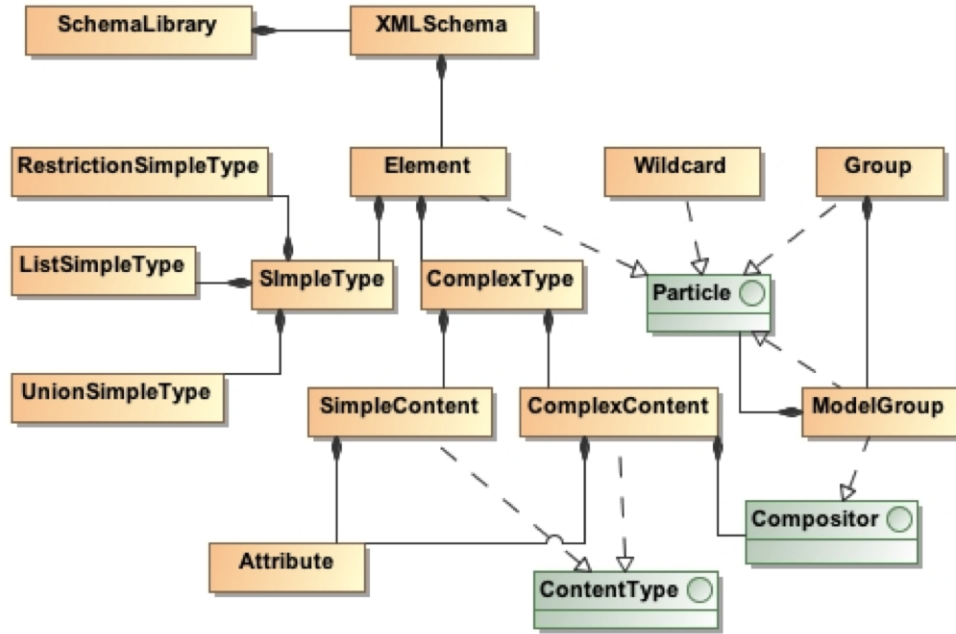 SchemaLibrary
XMLSchema
RestrictionSimpleType
Element
Wildcard
Group
ListSimpleType
SImpleType
ComplexType
Particle
UnionSimpleType
SimpleContent
ComplexContent
ModelGroup
Compositor
Attribute
ContentType